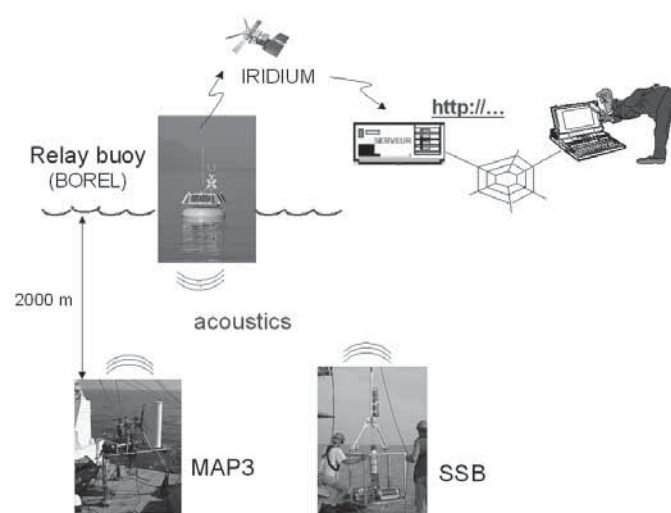 IRIDIUM
http://...
SERVEUR
Relay buoy
(BOREL)
2000 m
acoustics
MAP3
SSB